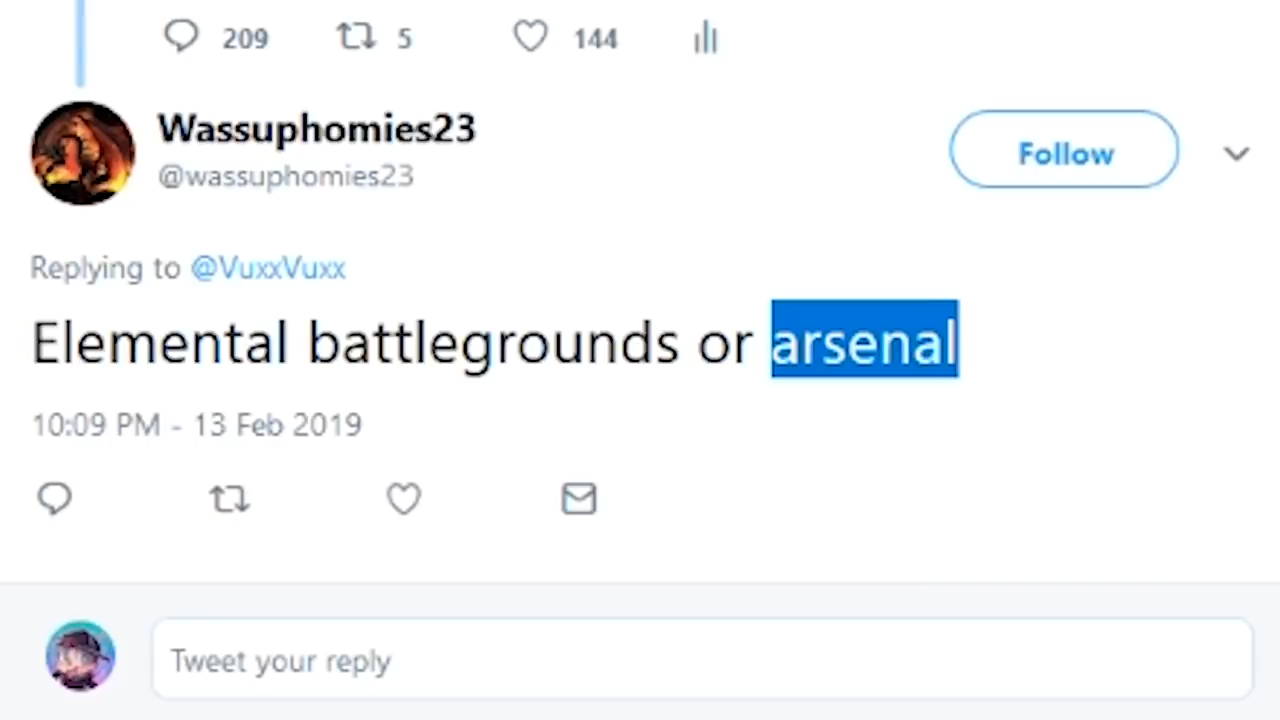 209 5 144
Wassuphomies23
@wassuphomies23
Follow
Replying to @VuxxVuxx
Elemental battlegrounds or arsenal
10:09 PM - 13 Feb 2019
Tweet your reply